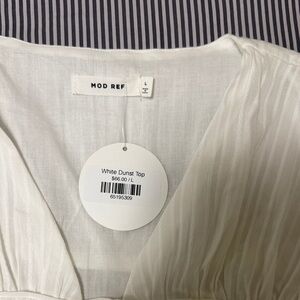 MOD REF
L
White Dunst Top
$66.00 / L
65195309